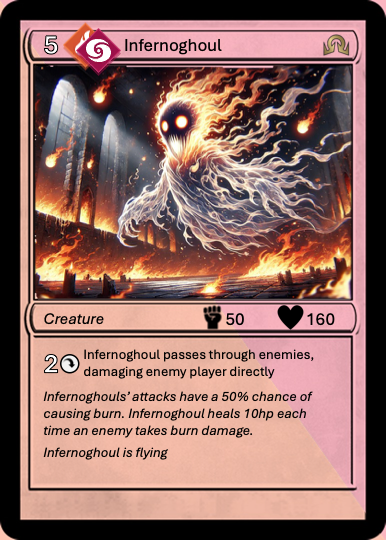 5 Infernoghoul
Creature 50 160
2 Infernoghoul passes through enemies,
damaging enemy player directly
Infernoghouls’ attacks have a 50% chance of
causing burn. Infernoghoul heals 10hp each
time an enemy takes burn damage.
Infernoghoul is flying